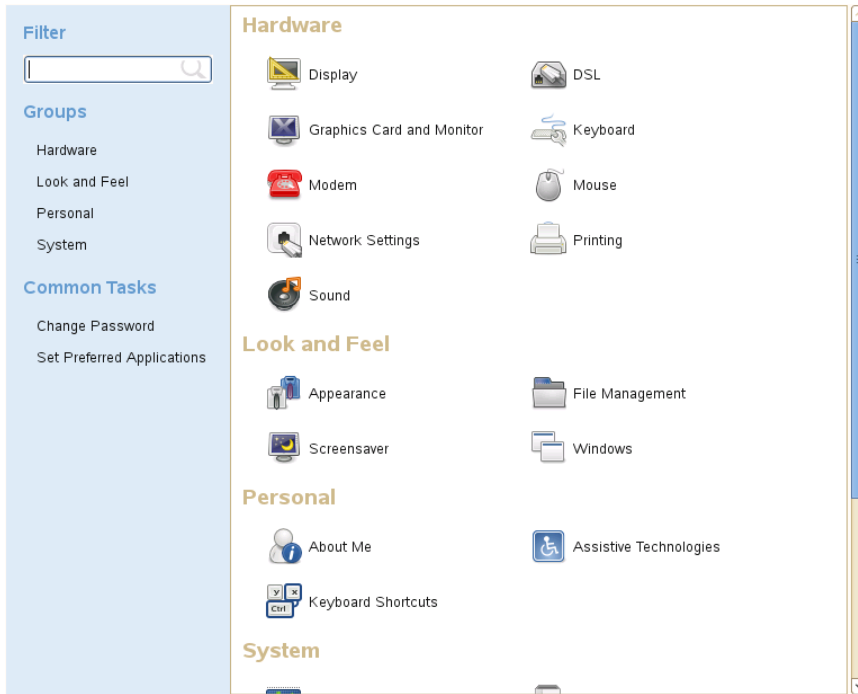 Filter
Groups
Hardware
Look and Feel
Personal
System
Common Tasks
Change Password
Set Preferred Applications
Hardware
Display
DSL
Graphics Card and Monitor
Keyboard
Modem
Mouse
Network Settings
Printing
Sound
Look and Feel
Appearance
File Management
Screensaver
Windows
Personal
About Me
Assistive Technologies
Y X
Ctrl
Keyboard Shortcuts
System